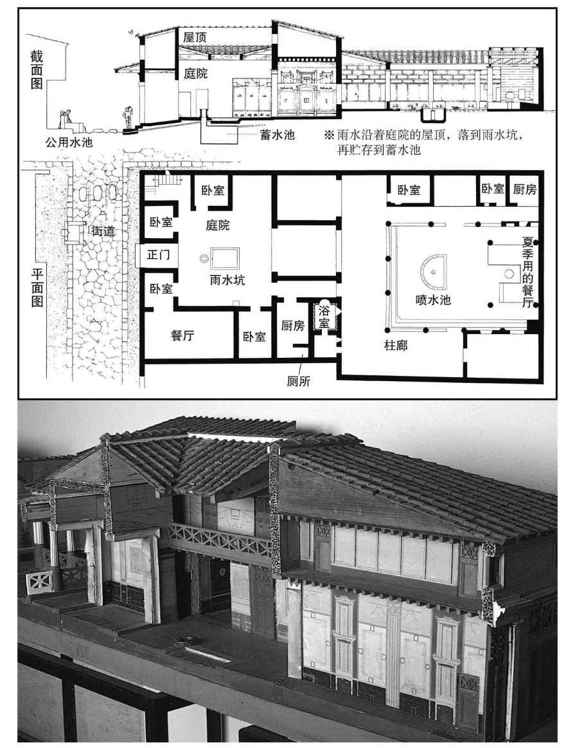 截面图
屋顶
庭院
公用水池
蓄水池
※ 雨水沿着庭院的屋顶，落到雨水坑，
再贮存到蓄水池
平面图
街道
卧室
卧室
正门
卧室
餐厅
庭院
雨水坑
卧室
厨房
浴室
厕所
卧室
卧室
厨房
夏季用的餐厅
喷水池
柱廊